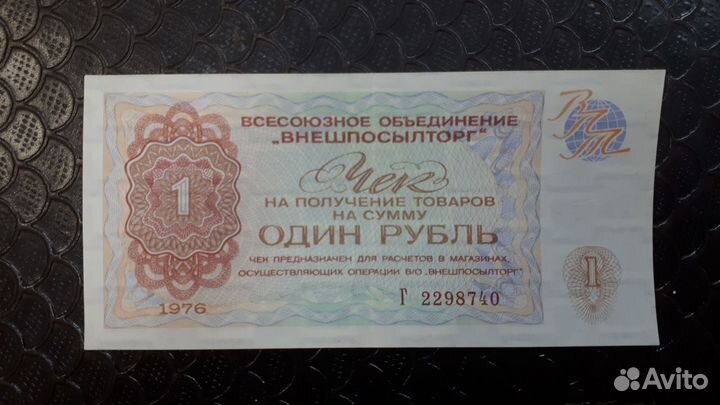 ВСЕСОЮЗНОЕ ОБЪЕДИНЕНИЕ
„ВНЕШПОСЫЛТОРГ"
ВПТ
Чек
НА ПОЛУЧЕНИЕ ТОВАРОВ
НА СУММУ
ОДИН РУБЛЬ
ЧЕК ПРЕДНАЗНАЧЕН ДЛЯ РАСЧЕТОВ В МАГАЗИНАХ,
ОСУЩЕСТВЛЯЮЩИХ ОПЕРАЦИИ В/О „ВНЕШПОСЫЛТОРГ"
1
1
1976
Г 2298740
Avito